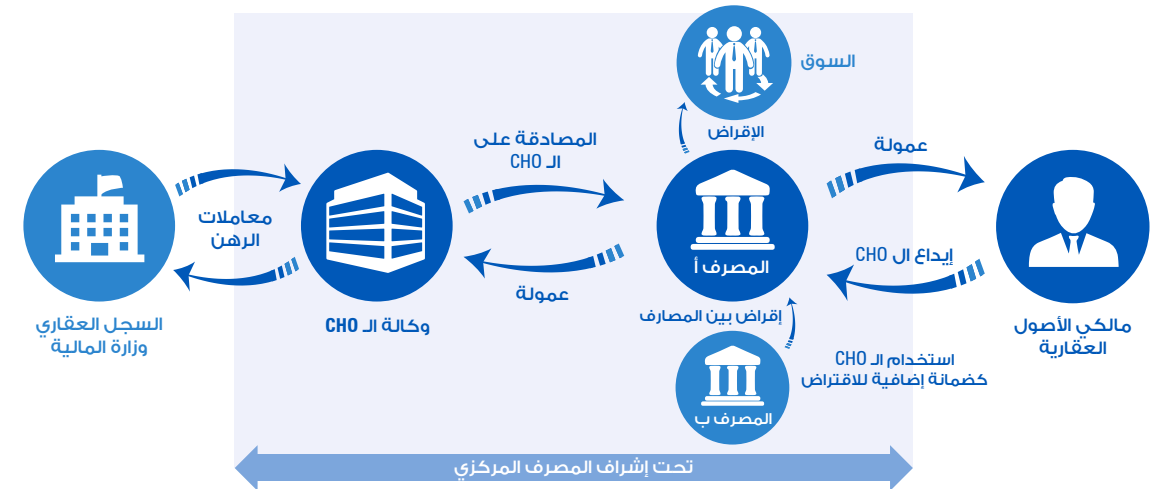 السوق
الإقراض
عمولة
المصادقة على
الـ CHO
معاملات
الرهن
إيداع ال CHO
المصرف أ
عمولة
إقراض بين المصارف
مالكي الأصول
العقارية
وكالة الـ CHO
السجل العقاري
وزارة المالية
استخدام الـ CHO
كضمانة إضافية للاقتراض
المصرف ب
تحت إشراف المصرف المركزي